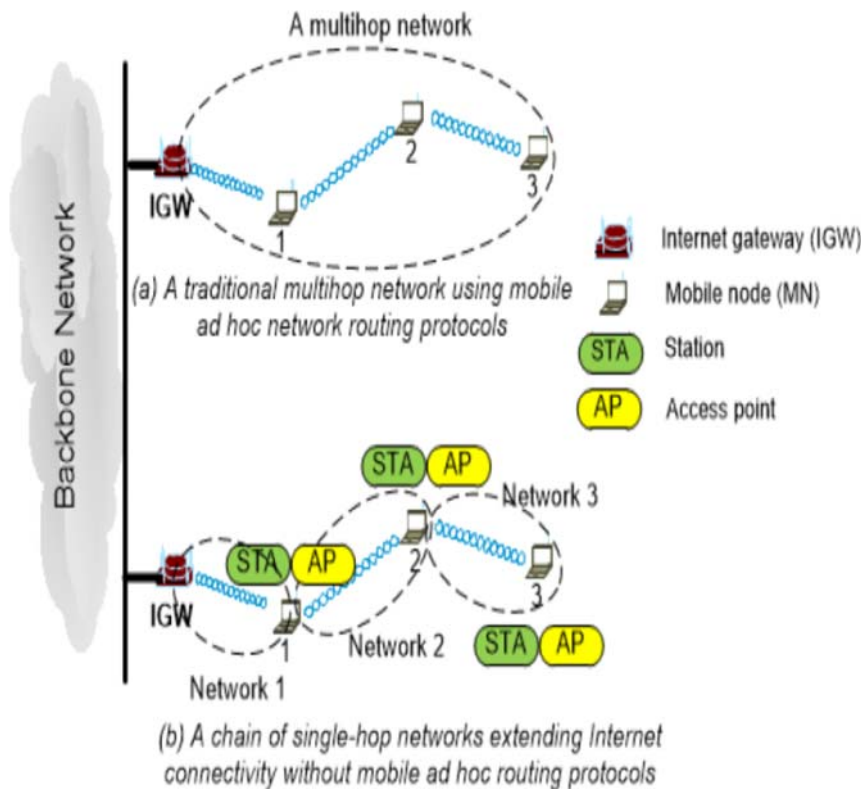 A multihop network
Backbone Network
IGW
1
2
3
(a) A traditional multihop network using mobile
ad hoc network routing protocols
Internet gateway (IGW)
Mobile node (MN)
STA
Station
AP
Access point
STA AP
Network 3
STA AP
2
IGW
3
1
Network 2
STA AP
Network 1
(b) A chain of single-hop networks extending Internet
connectivity without mobile ad hoc routing protocols